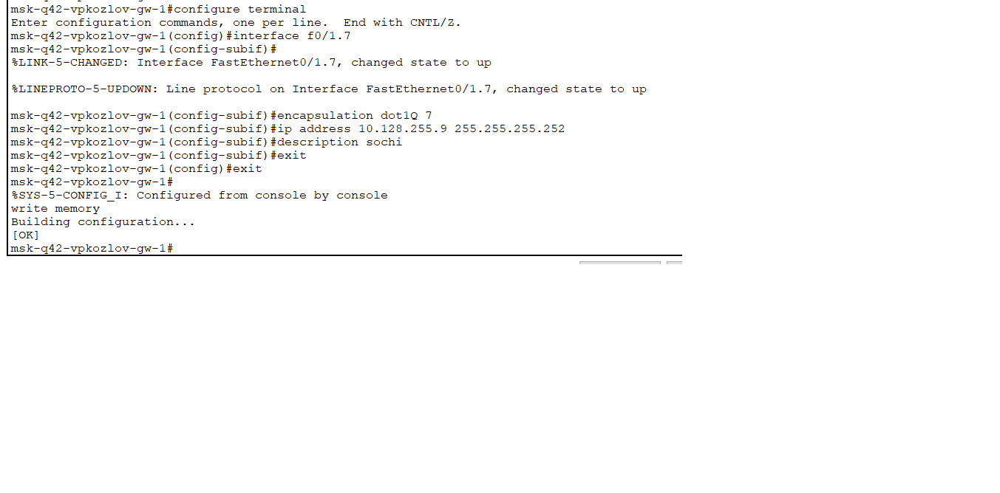 msk-q42-vpkozlov-gw-1#configure terminal
Enter configuration commands, one per line.  End with CNTL/Z.
msk-q42-vpkozlov-gw-1(config)#interface f0/1.7
msk-q42-vpkozlov-gw-1(config-subif)#
%LINK-5-CHANGED: Interface FastEthernet0/1.7, changed state to up
%LINEPROTO-5-UPDOWN: Line protocol on Interface FastEthernet0/1.7, changed state to up
msk-q42-vpkozlov-gw-1(config-subif)#encapsulation dot1Q 7
msk-q42-vpkozlov-gw-1(config-subif)#ip address 10.128.255.9 255.255.255.252
msk-q42-vpkozlov-gw-1(config-subif)#description sochi
msk-q42-vpkozlov-gw-1(config-subif)#exit
msk-q42-vpkozlov-gw-1(config)#exit
msk-q42-vpkozlov-gw-1#
%SYS-5-CONFIG_I: Configured from console by console
write memory
Building configuration...
[OK]
msk-q42-vpkozlov-gw-1#